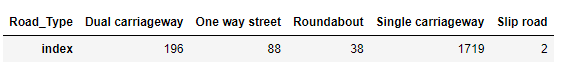 Road_Type Dual carriageway One way street Roundabout Single carriageway Slip road
index 196 88 38 1719 2